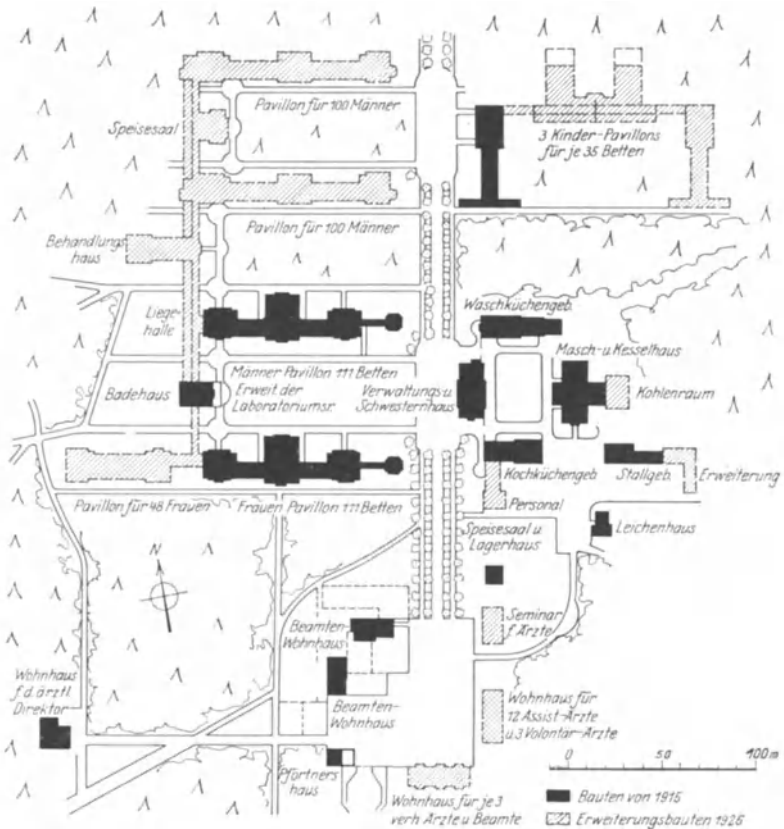 Pavillon für 100 Männer
Speisesaal
3 Kinder-Pavillons
für je 35 Betten
Pavillon für 100 Männer
Behandlungs
haus
Liege-
halle
Waschküchengeb.
Masch-u.Kesselhaus
Badehaus
Männer Pavillon 111 Betten
Erweit. der
Laboratoriumsr.
Verwaltungs-u
Schwesternhaus
Kohlenraum
Kochküchengeb.
Stallgeb.
Erweiterung
Pavillon für 48 Frauen
Frauen Pavillon 111 Betten
Personal
Speisesaal u.
Lagerhaus
Leichenhaus
N
Seminar
f. Ärzte
Beamten
Wohnhaus
Wohnhaus
f.d. ärztl.
Direktor
Beamten-
Wohnhaus
Wohnhaus für
12 Assist-Ärzte
u.3 Volontär-Ärzte
Pförtners
haus
0 50 100m
Wohnhaus für je 3
verh Ärzte u Beamte
Bauten von 1915
Erweiterungsbauten 1926